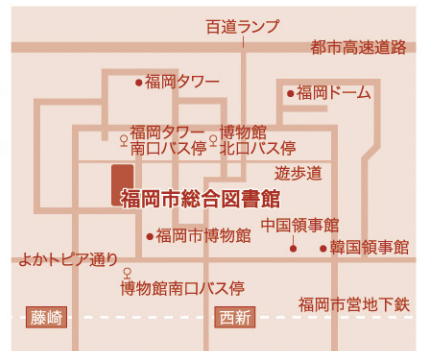 百道ランプ
都市高速道路
福岡タワー
福岡ドーム
福岡タワー
南口バス停
博物館
北口バス停
遊歩道
福岡市総合図書館
中国領事館
福岡市博物館
韓国領事館
よかトピア通り
博物館南口バス停
福岡市営地下鉄
藤崎
西新